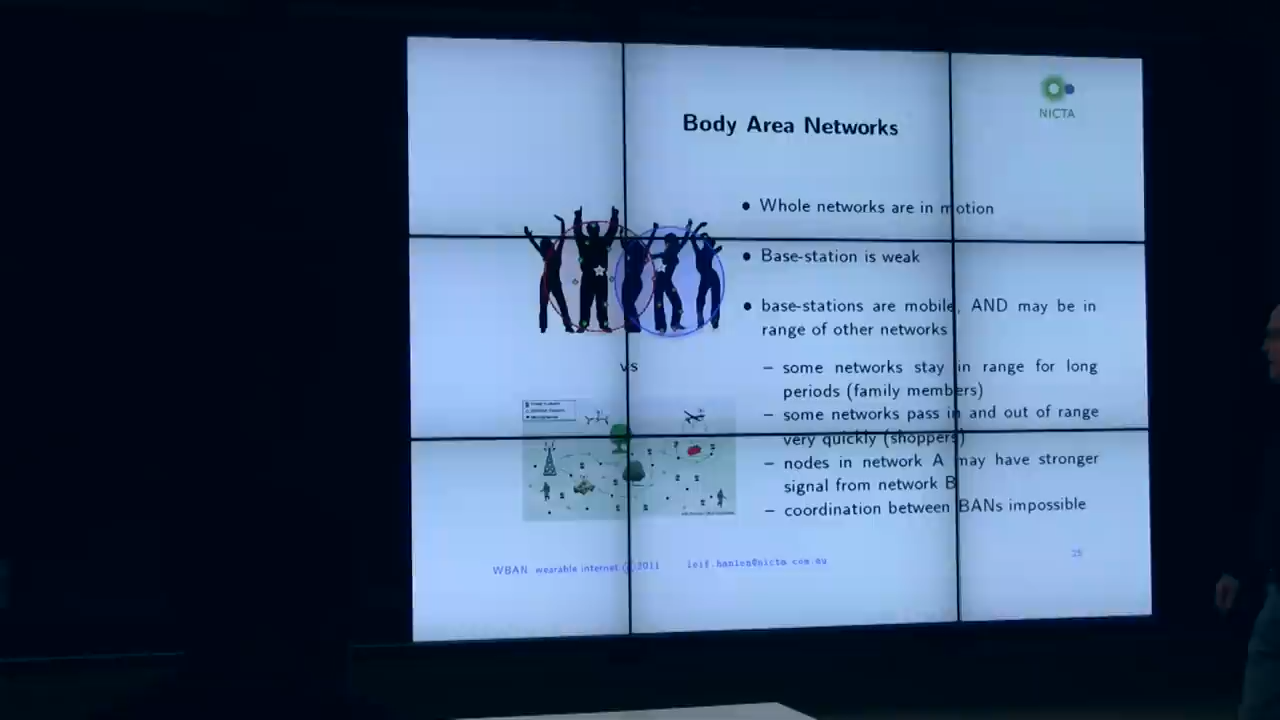 NICTA
Body Area Networks
• Whole networks are in motion
• Base-station is weak
• base-stations are mobile, AND may be in
range of other networks
vs
– some networks stay in range for long
periods (family members)
– some networks pass in and out of range
very quickly (shoppers)
– nodes in network A may have stronger
signal from network B
– coordination between BANs impossible
WBAN wearable internet © 2011 leif.hanlen@nicta.com.au
25